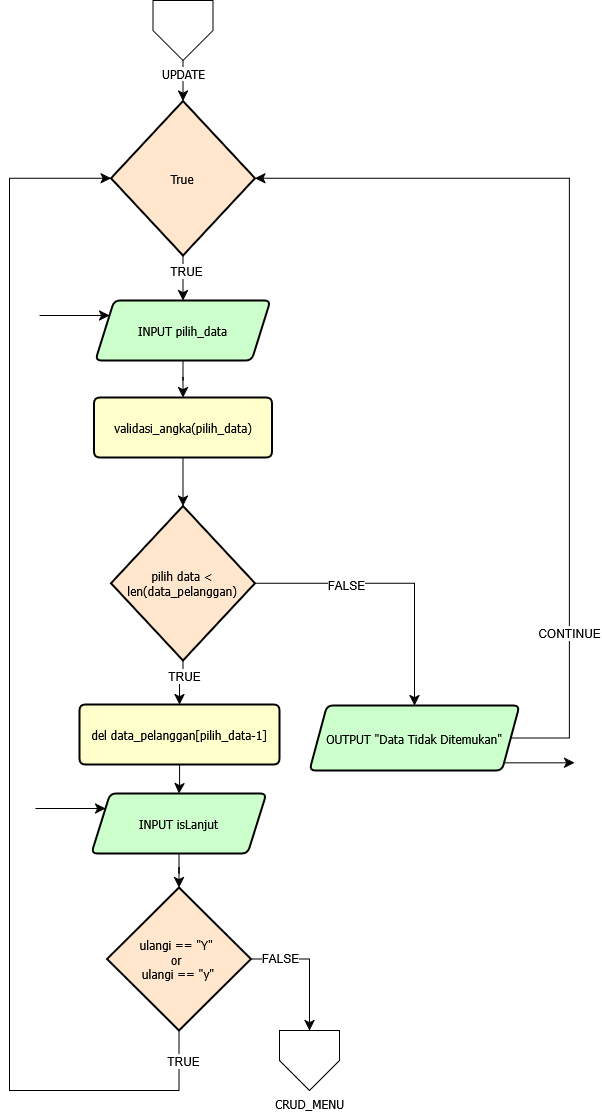 UPDATE
True
TRUE
INPUT pilih_data
validasi_angka(pilih_data)
pilih data <
len(data_pelanggan)
FALSE
CONTINUE
TRUE
del data_pelanggan[pilih_data-1]
OUTPUT "Data Tidak Ditemukan"
INPUT isLanjut
ulangi == "Y"
or
ulangi == "y"
FALSE
TRUE
CRUD_MENU